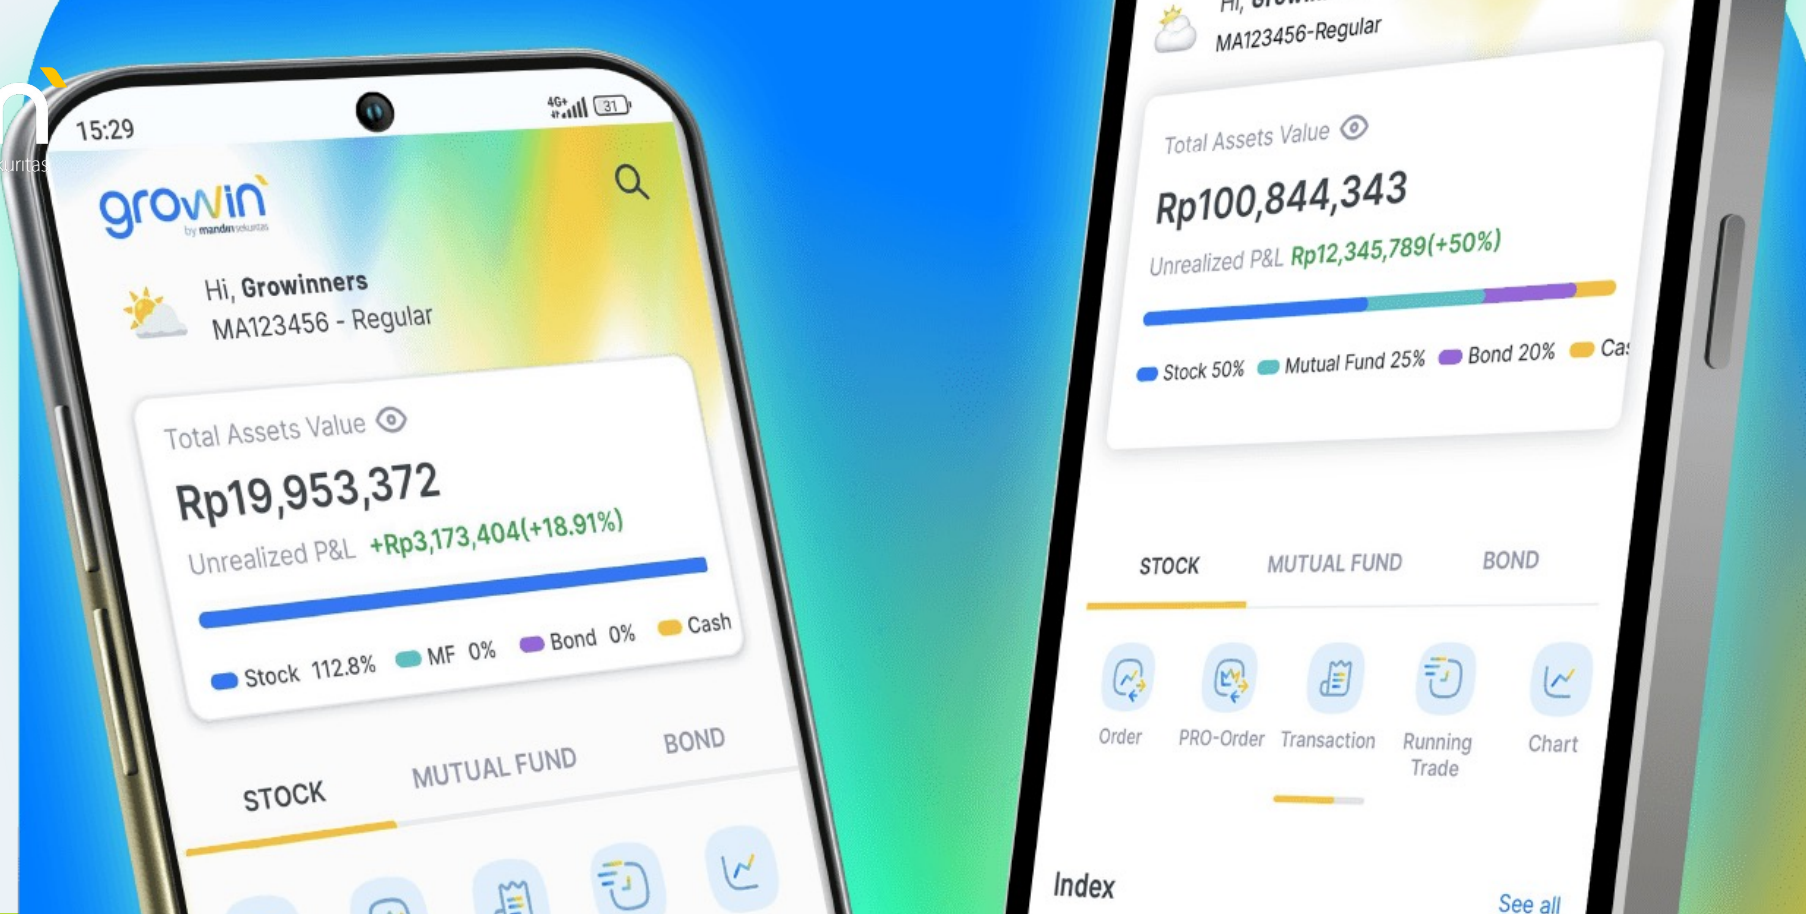 15:29
4G+
31
growin
by mandiri sekuritas
Hi, Growinners
MA123456 - Regular
Total Assets Value
Rp19,953,372
Unrealized P&L +Rp3,173,404(+18.91%)
Stock 112.8% MF 0% Bond 0% Cash
STOCK MUTUAL FUND BOND
MA123456-Regular
Total Assets Value
Rp100,844,343
Unrealized P&L Rp12,345,789(+50%)
Stock 50% Mutual Fund 25% Bond 20%
STOCK MUTUAL FUND BOND
Order PRO-Order Transaction Running Trade Chart
Index See all